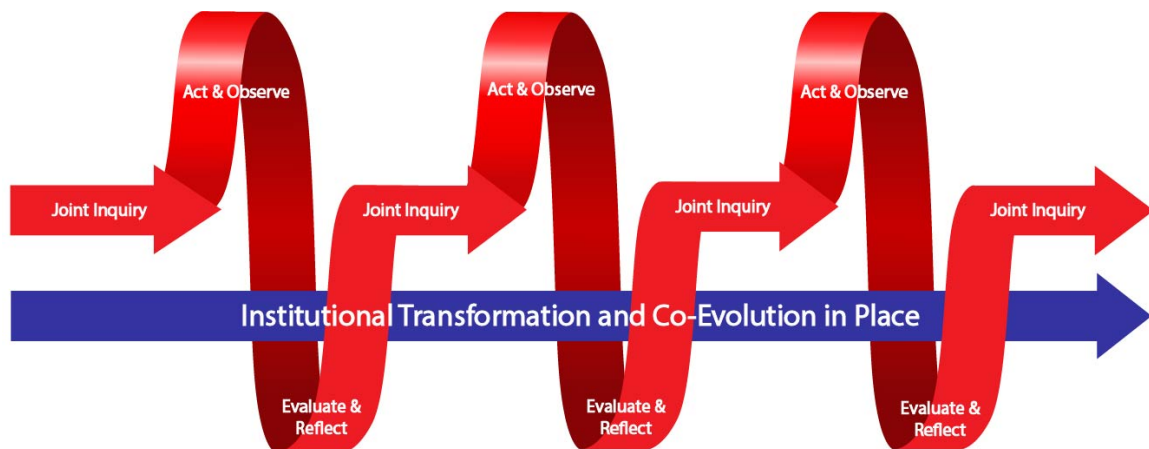 Act & Observe
Act & Observe
Act & Observe
Joint Inquiry
Joint Inquiry
Joint Inquiry
Joint Inquiry
Institutional Transformation and Co-Evolution in Place
Evaluate &
Reflect
Evaluate &
Reflect
Evaluate &
Reflect